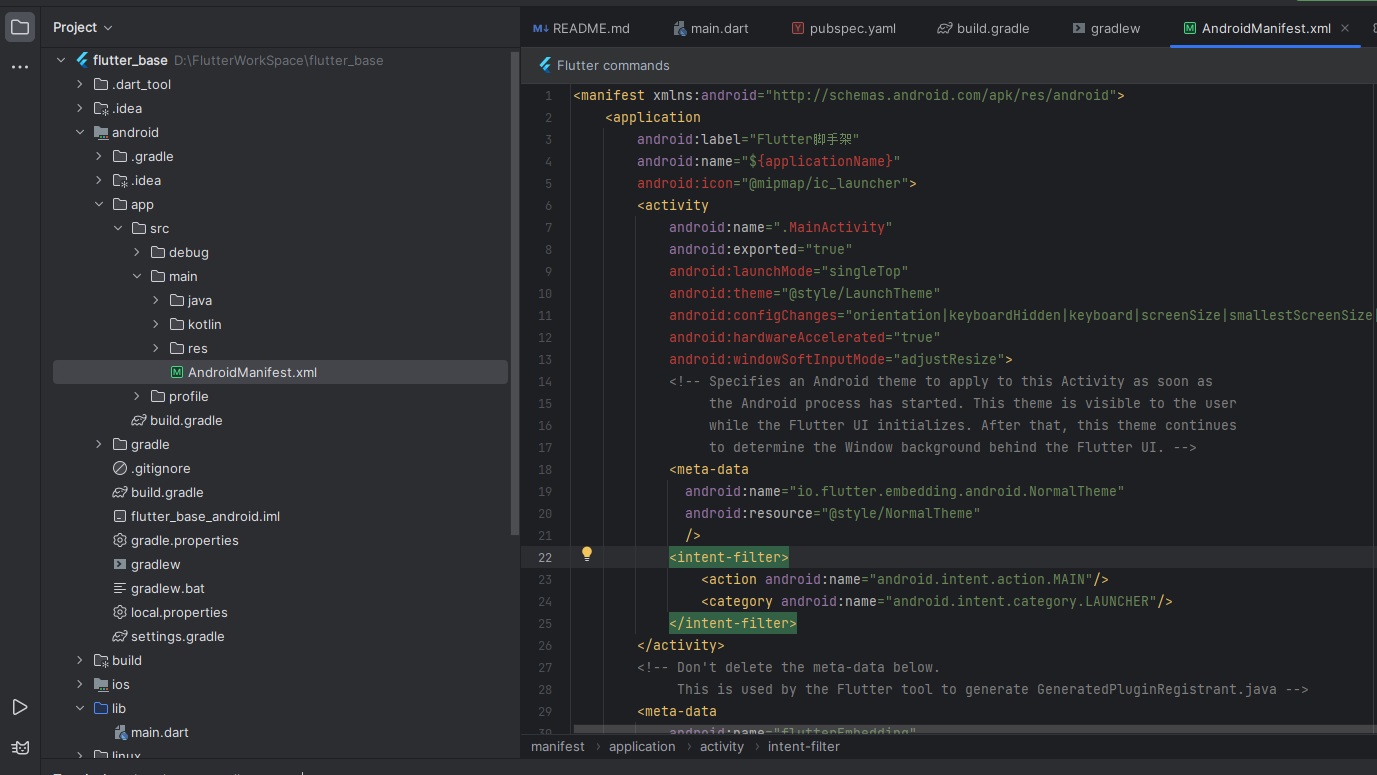 Project
flutter_base D:\FlutterWorkSpace\flutter_base
.dart_tool
.idea
android
.gradle
.idea
app
src
debug
main
java
kotlin
res
AndroidManifest.xml
profile
build.gradle
gradle
.gitignore
build.gradle
flutter_base_android.iml
gradle.properties
gradlew
gradlew.bat
local.properties
settings.gradle
build
ios
lib
main.dart
linux
README.md main.dart pubspec.yaml build.gradle gradlew AndroidManifest.xml
Flutter commands
1 <manifest xmlns:android="http://schemas.android.com/apk/res/android">
2 <application
3 android:label="Flutter脚手架"
4 android:name="${applicationName}"
5 android:icon="@mipmap/ic_launcher">
6 <activity
7 android:name=".MainActivity"
8 android:exported="true"
9 android:launchMode="singleTop"
10 android:theme="@style/LaunchTheme"
11 android:configChanges="orientation|keyboardHidden|keyboard|screenSize|smallestScreenSize|
12 android:hardwareAccelerated="true"
13 android:windowSoftInputMode="adjustResize">
14 <!-- Specifies an Android theme to apply to this Activity as soon as
15 the Android process has started. This theme is visible to the user
16 while the Flutter UI initializes. After that, this theme continues
17 to determine the Window background behind the Flutter UI. -->
18 <meta-data
19 android:name="io.flutter.embedding.android.NormalTheme"
20 android:resource="@style/NormalTheme"
21 />
22 <intent-filter>
23 <action android:name="android.intent.action.MAIN"/>
24 <category android:name="android.intent.category.LAUNCHER"/>
25 </intent-filter>
26 </activity>
27 <!-- Don't delete the meta-data below.
28 This is used by the Flutter tool to generate GeneratedPluginRegistrant.java -->
29 <meta-data
30 android:name="flutterEmbedding"
manifest › application › activity › intent-filter